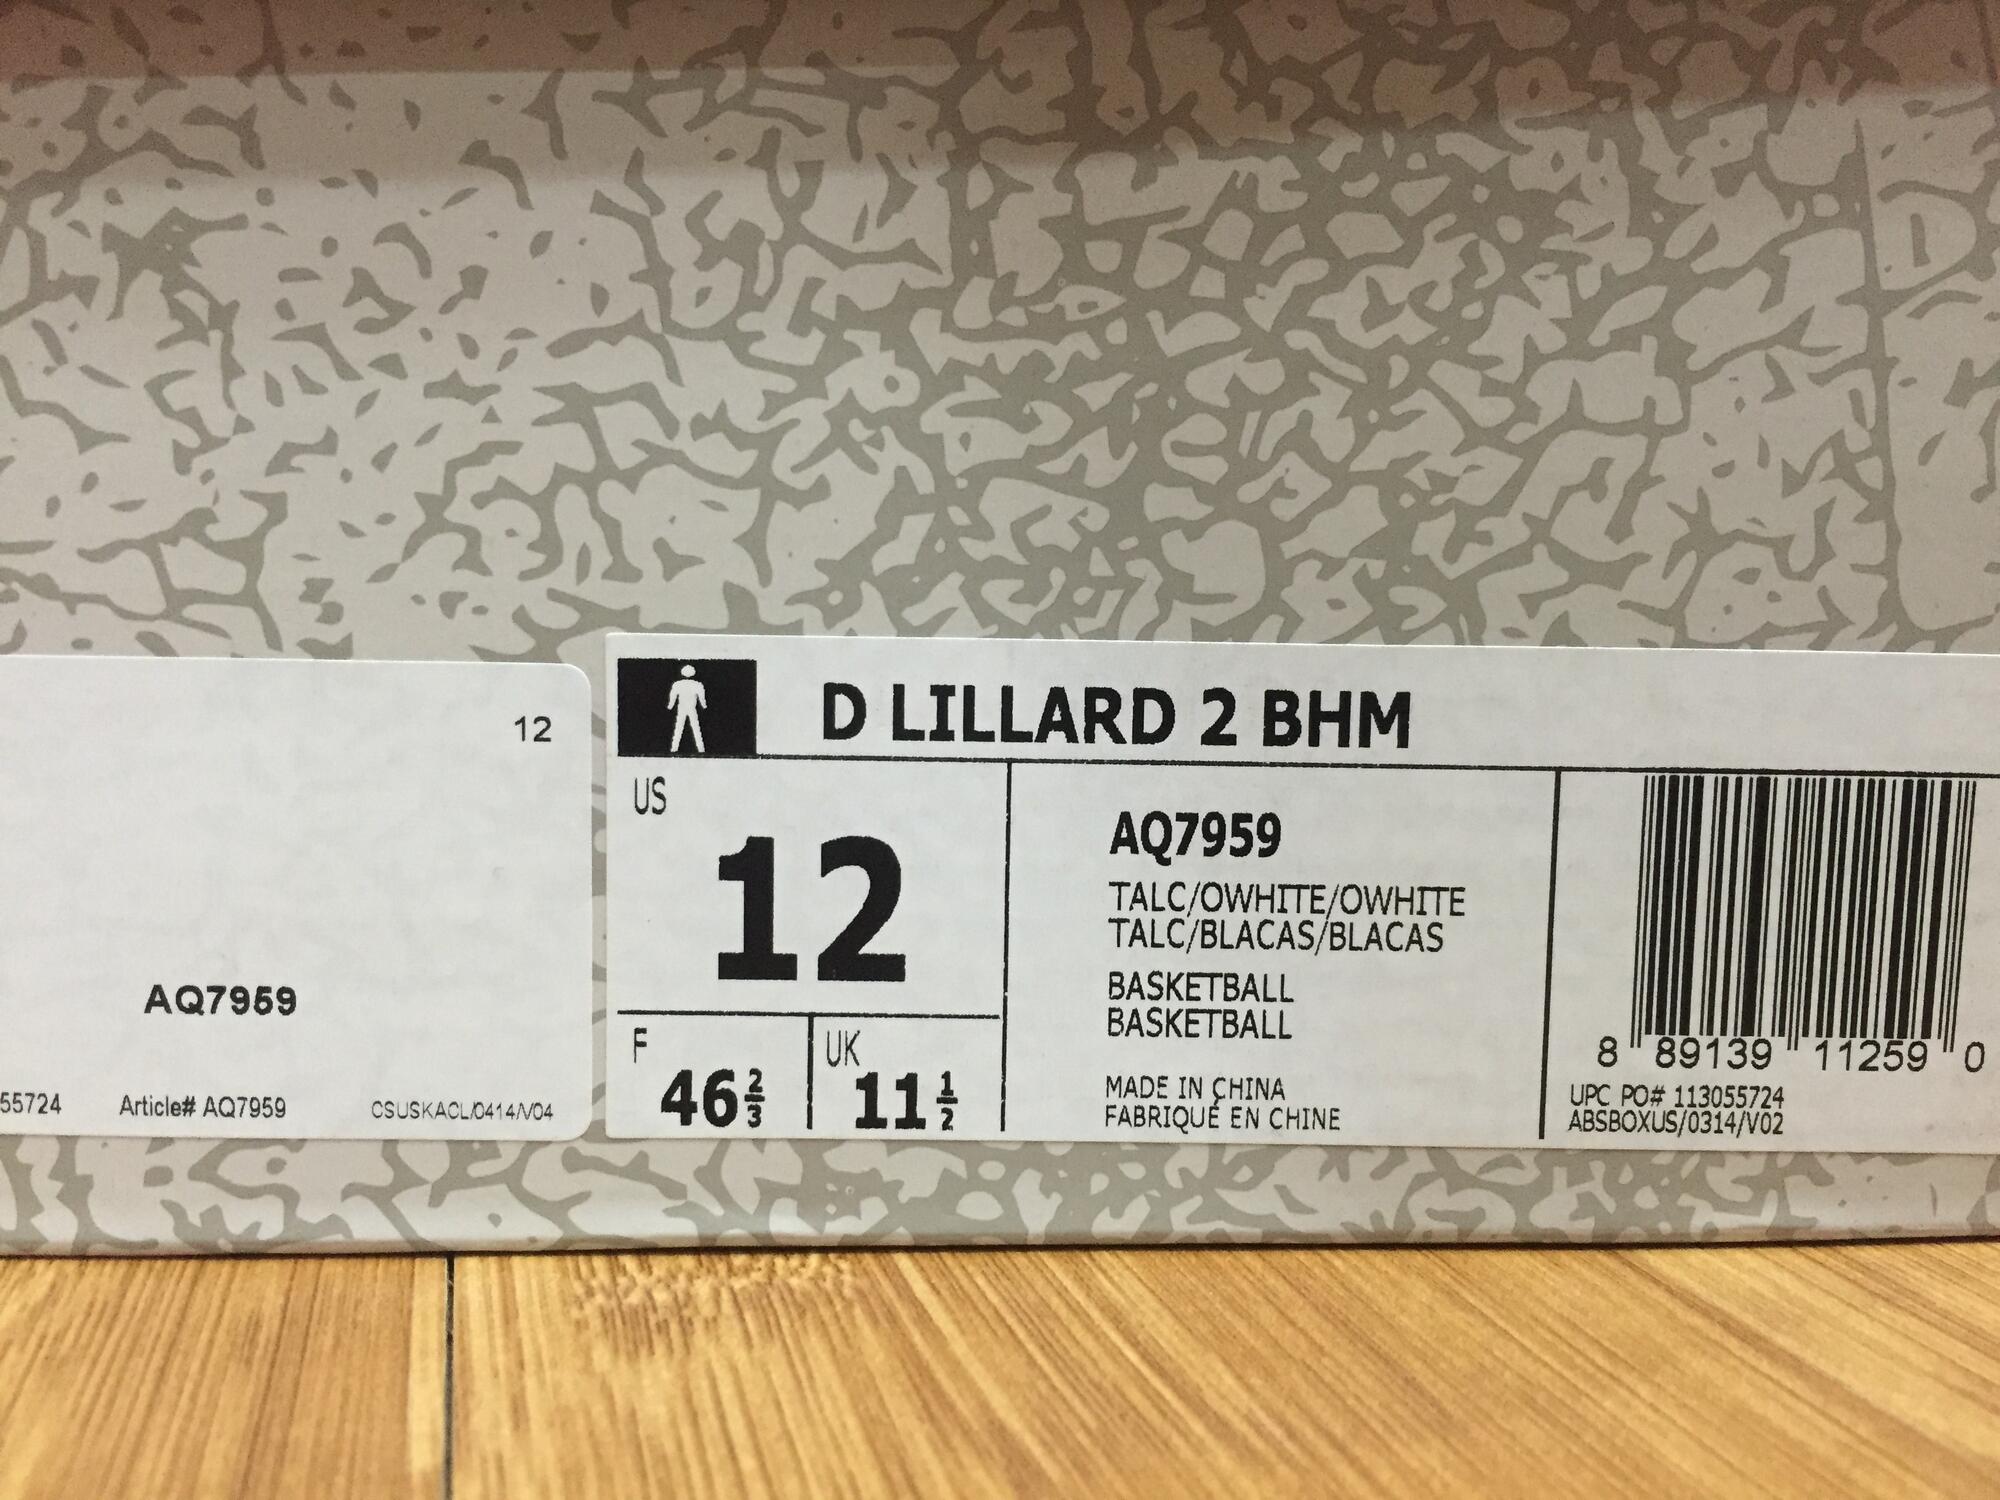 12
AQ7959
55724 Article# AQ7959 CSUSKACL/0414/V04
D LILLARD 2 BHM
US
12
F
46 2/3
UK
11 1/2
AQ7959
TALC/OWHITE/OWHITE
TALC/BLACAS/BLACAS
BASKETBALL
BASKETBALL
MADE IN CHINA
FABRIQUÉ EN CHINE
8 89139 11259 0
UPC PO# 113055724
ABSBOXUS/0314/V02